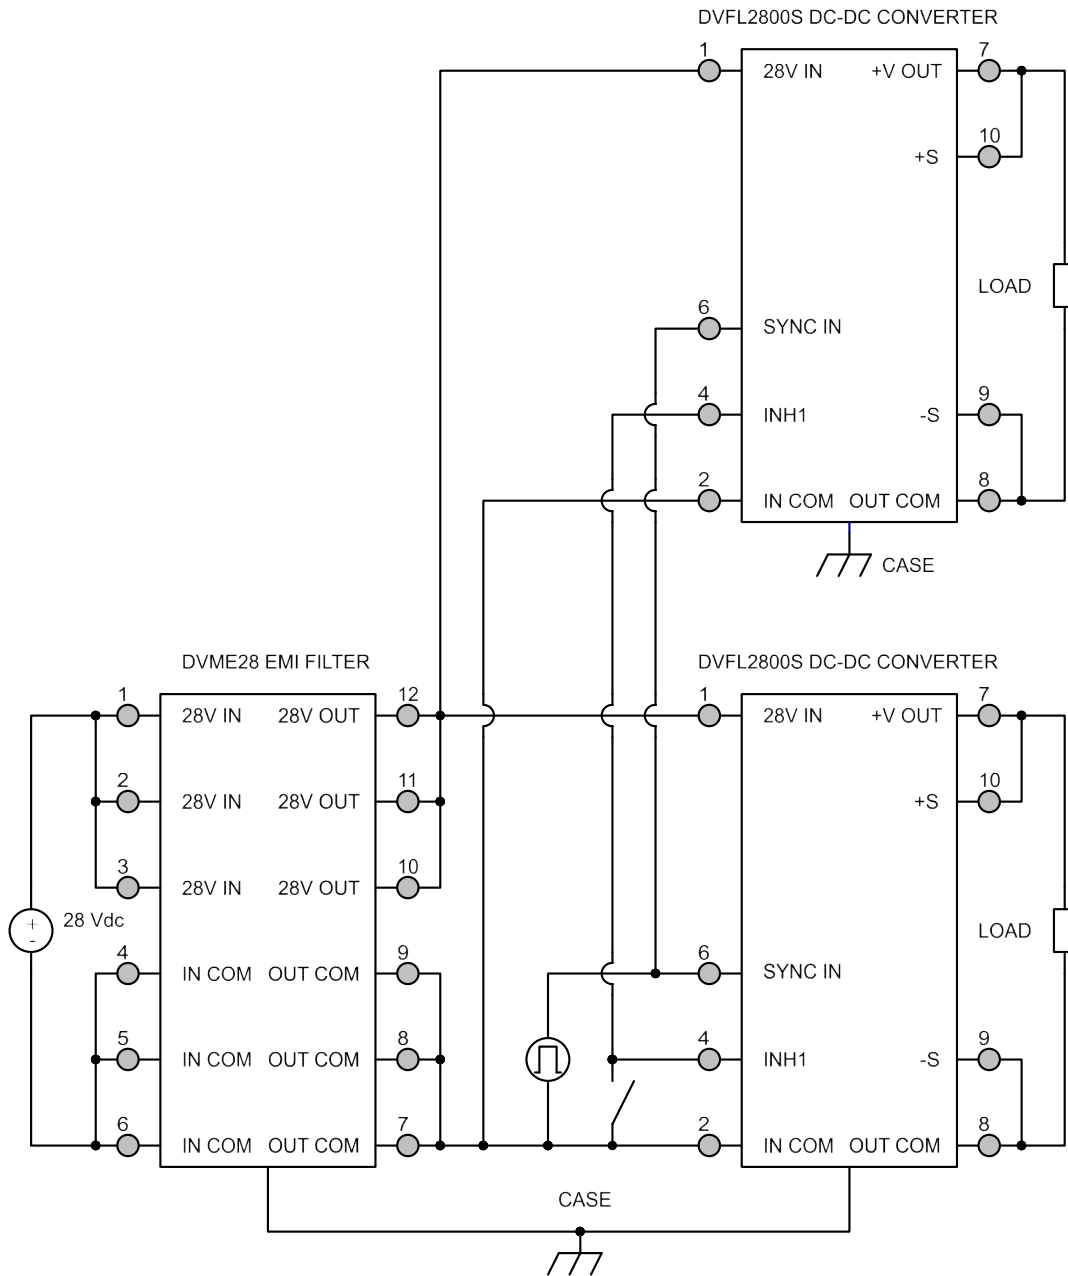 DVFL2800S DC-DC CONVERTER
1 7
28V IN +V OUT
10
+S
LOAD
6
SYNC IN
4 9
INH1 -S
2 8
IN COM OUT COM
CASE
DVME28 EMI FILTER DVFL2800S DC-DC CONVERTER
1 12 1 7
28V IN 28V OUT 28V IN +V OUT
2 11 10
28V IN 28V OUT +S
3 10
28V IN 28V OUT
28 Vdc LOAD
+
-
4 9 6
IN COM OUT COM SYNC IN
5 8 4 9
IN COM OUT COM INH1 -S
6 7 2 8
IN COM OUT COM IN COM OUT COM
CASE